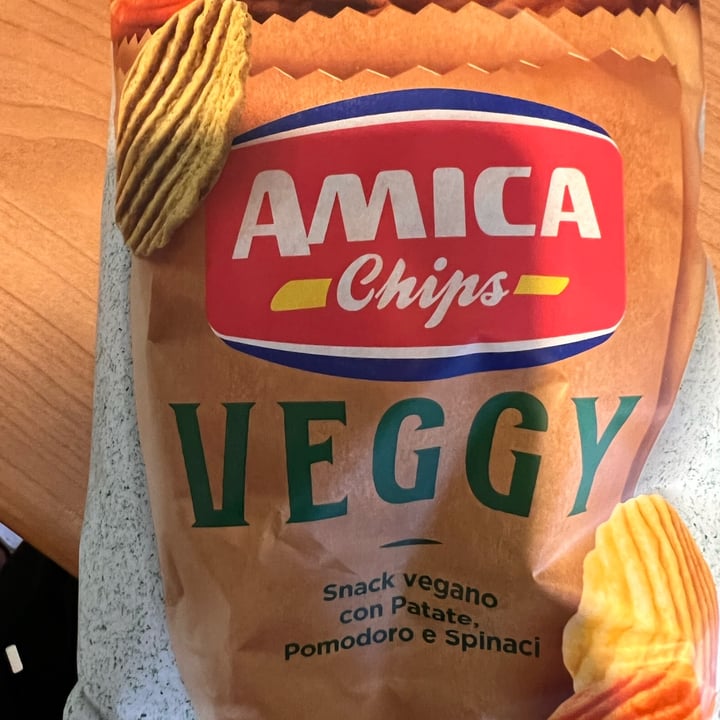 AMICA
Chips
VEGGY
Snack vegano
con Patate,
Pomodoro e Spinaci